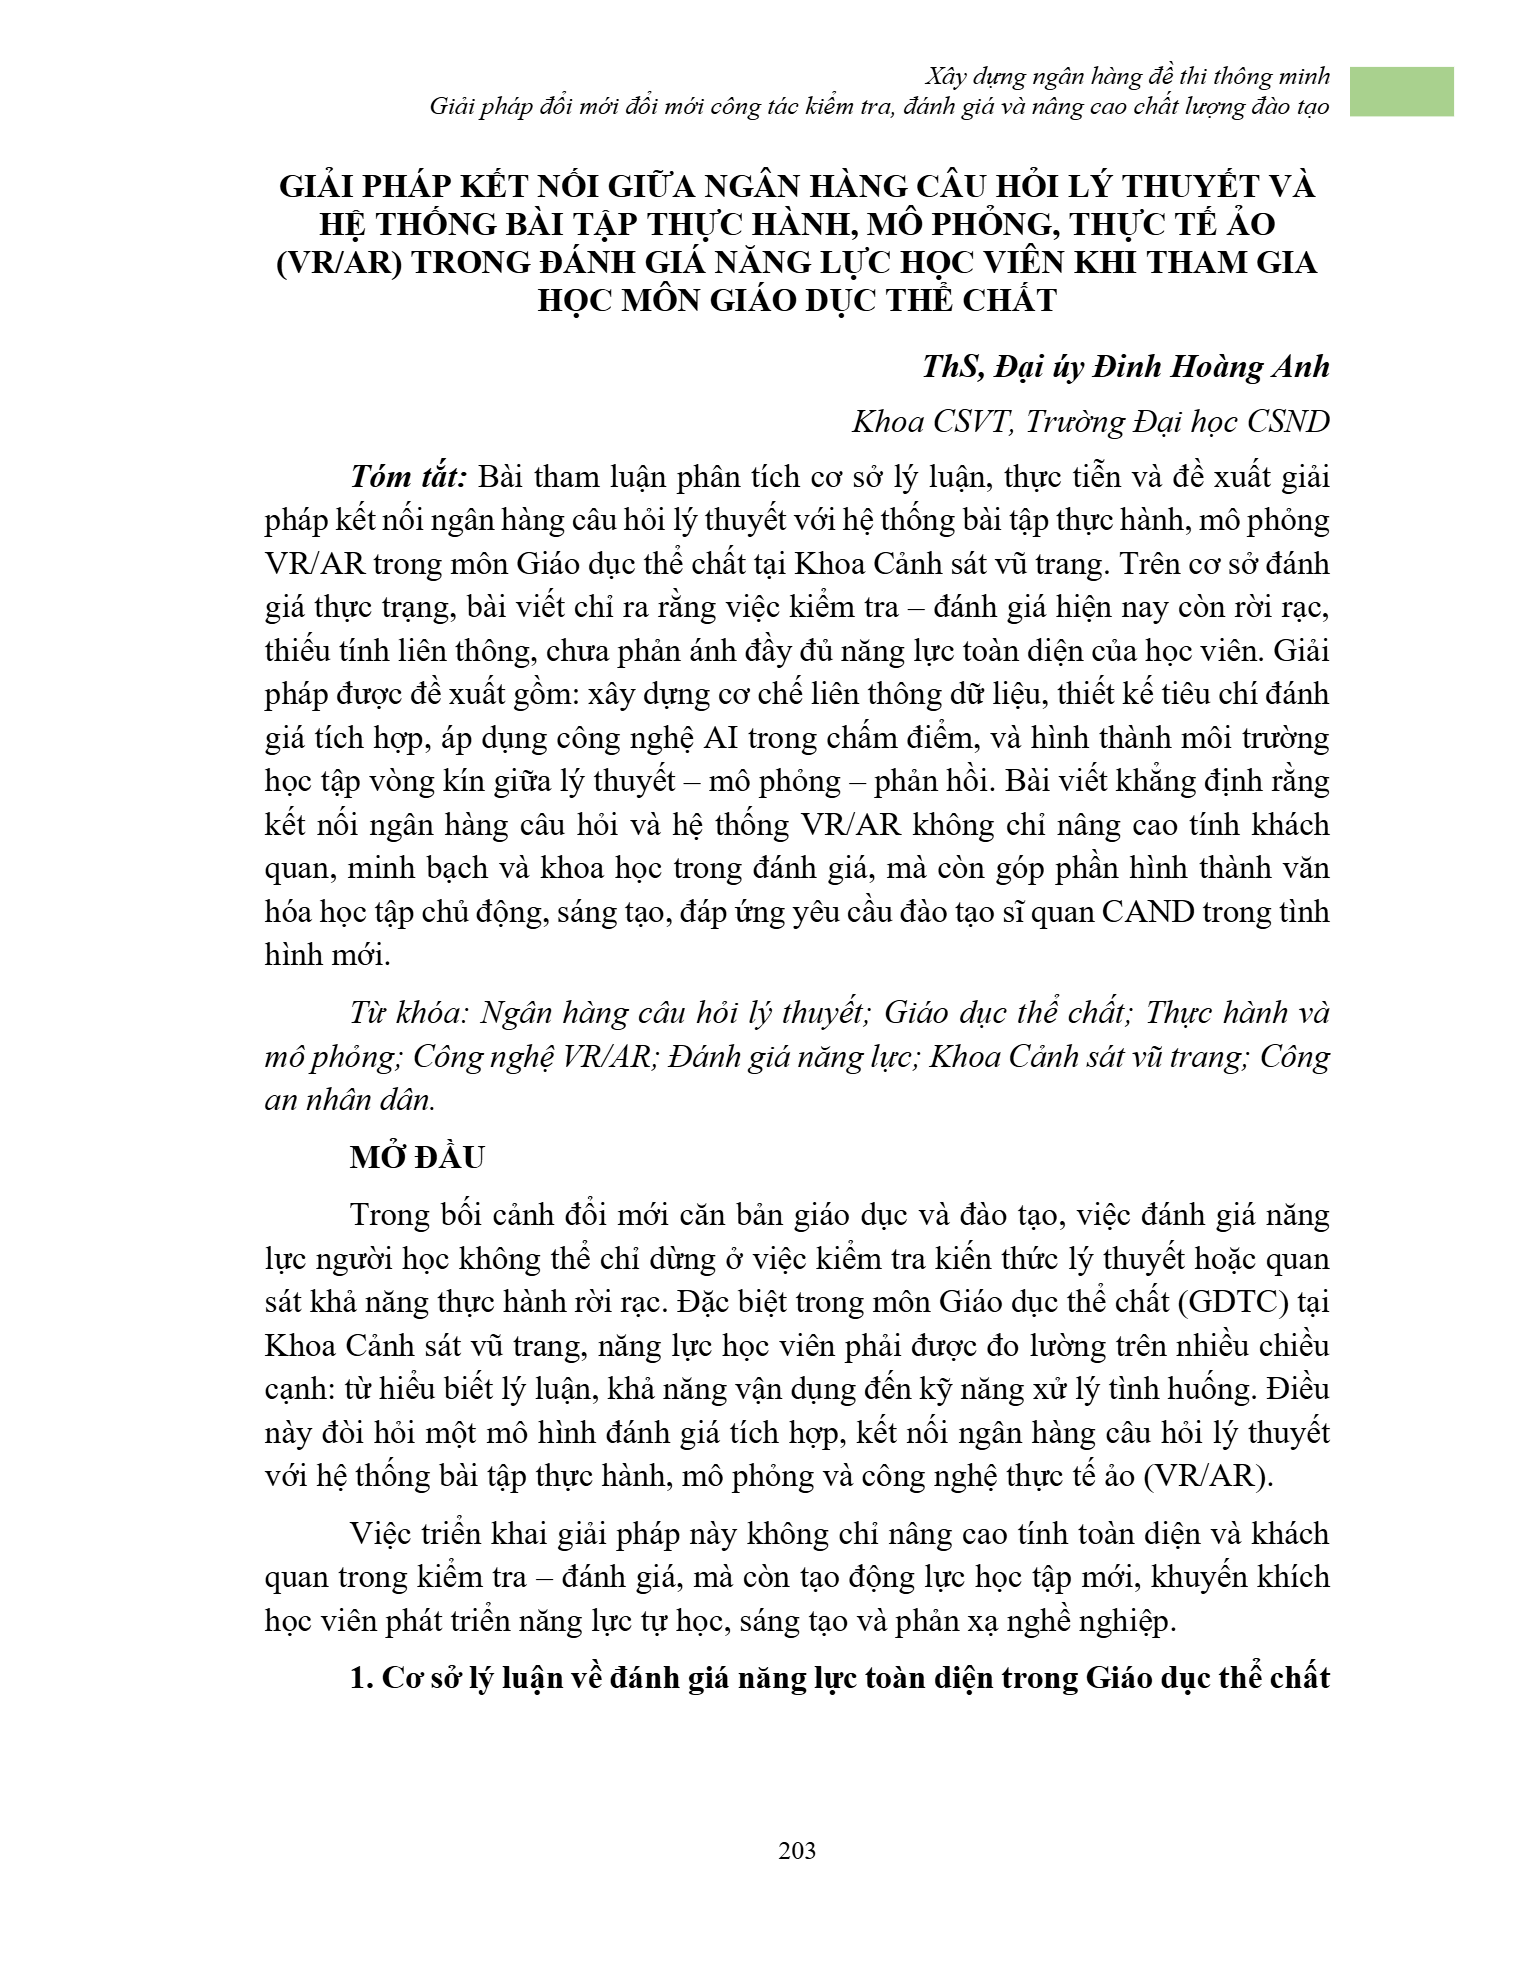 Xây dựng ngân hàng đề thi thông minh
Giải pháp đổi mới đổi mới công tác kiểm tra, đánh giá và nâng cao chất lượng đào tạo
GIẢI PHÁP KẾT NỐI GIỮA NGÂN HÀNG CÂU HỎI LÝ THUYẾT VÀ
HỆ THỐNG BÀI TẬP THỰC HÀNH, MÔ PHỎNG, THỰC TẾ ẢO
(VR/AR) TRONG ĐÁNH GIÁ NĂNG LỰC HỌC VIÊN KHI THAM GIA
HỌC MÔN GIÁO DỤC THỂ CHẤT
ThS, Đại úy Đinh Hoàng Anh
Khoa CSVT, Trường Đại học CSND
Tóm tắt: Bài tham luận phân tích cơ sở lý luận, thực tiễn và đề xuất giải
pháp kết nối ngân hàng câu hỏi lý thuyết với hệ thống bài tập thực hành, mô phỏng
VR/AR trong môn Giáo dục thể chất tại Khoa Cảnh sát vũ trang. Trên cơ sở đánh
giá thực trạng, bài viết chỉ ra rằng việc kiểm tra – đánh giá hiện nay còn rời rạc,
thiếu tính liên thông, chưa phản ánh đầy đủ năng lực toàn diện của học viên. Giải
pháp được đề xuất gồm: xây dựng cơ chế liên thông dữ liệu, thiết kế tiêu chí đánh
giá tích hợp, áp dụng công nghệ AI trong chấm điểm, và hình thành môi trường
học tập vòng kín giữa lý thuyết – mô phỏng – phản hồi. Bài viết khẳng định rằng
kết nối ngân hàng câu hỏi và hệ thống VR/AR không chỉ nâng cao tính khách
quan, minh bạch và khoa học trong đánh giá, mà còn góp phần hình thành văn
hóa học tập chủ động, sáng tạo, đáp ứng yêu cầu đào tạo sĩ quan CAND trong tình
hình mới.
Từ khóa: Ngân hàng câu hỏi lý thuyết; Giáo dục thể chất; Thực hành và
mô phỏng; Công nghệ VR/AR; Đánh giá năng lực; Khoa Cảnh sát vũ trang; Công
an nhân dân.
MỞ ĐẦU
Trong bối cảnh đổi mới căn bản giáo dục và đào tạo, việc đánh giá năng
lực người học không thể chỉ dừng ở việc kiểm tra kiến thức lý thuyết hoặc quan
sát khả năng thực hành rời rạc. Đặc biệt trong môn Giáo dục thể chất (GDTC) tại
Khoa Cảnh sát vũ trang, năng lực học viên phải được đo lường trên nhiều chiều
cạnh: từ hiểu biết lý luận, khả năng vận dụng đến kỹ năng xử lý tình huống. Điều
này đòi hỏi một mô hình đánh giá tích hợp, kết nối ngân hàng câu hỏi lý thuyết
với hệ thống bài tập thực hành, mô phỏng và công nghệ thực tế ảo (VR/AR).
Việc triển khai giải pháp này không chỉ nâng cao tính toàn diện và khách
quan trong kiểm tra – đánh giá, mà còn tạo động lực học tập mới, khuyến khích
học viên phát triển năng lực tự học, sáng tạo và phản xạ nghề nghiệp.
1. Cơ sở lý luận về đánh giá năng lực toàn diện trong Giáo dục thể chất
203